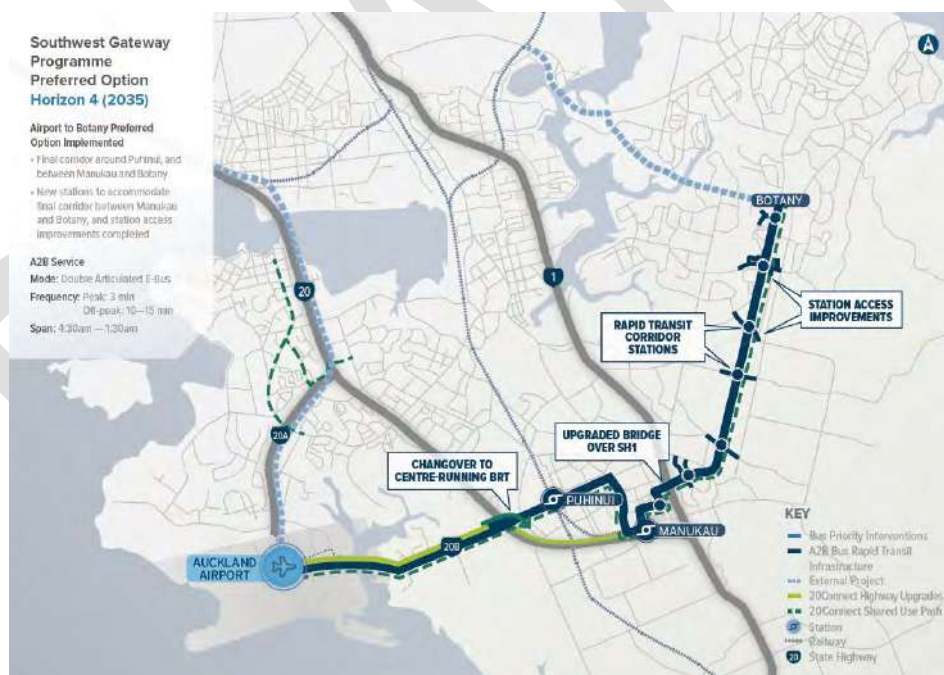 Southwest Gateway
Programme
Preferred Option
Horizon 4 (2035)
Airport to Botany Preferred
Option Implemented
• Final corridor around Puhinui, and
between Manukau and Botany
• New stations to accommodate
final corridor between Manukau
and Botany, and station access
improvements completed
A2B Service
Mode: Double Articulated E-Bus
Frequency: Peak: 3 min
Off-peak: 10—15 min
Span: 4:30am — 1:30am
A
BOTANY
20
1
STATION ACCESS
IMPROVEMENTS
RAPID TRANSIT
CORRIDOR
STATIONS
20A
UPGRADED BRIDGE
OVER SH1
CHANGOVER TO
CENTRE-RUNNING BRT
PUHINUI
MANUKAU
20B
AUCKLAND
AIRPORT
KEY
Bus Priority Interventions
A2B Bus Rapid Transit
Infrastructure
External Project
20Connect Highway Upgrades
20Connect Shared Use Path
Station
Railway
20 State Highway